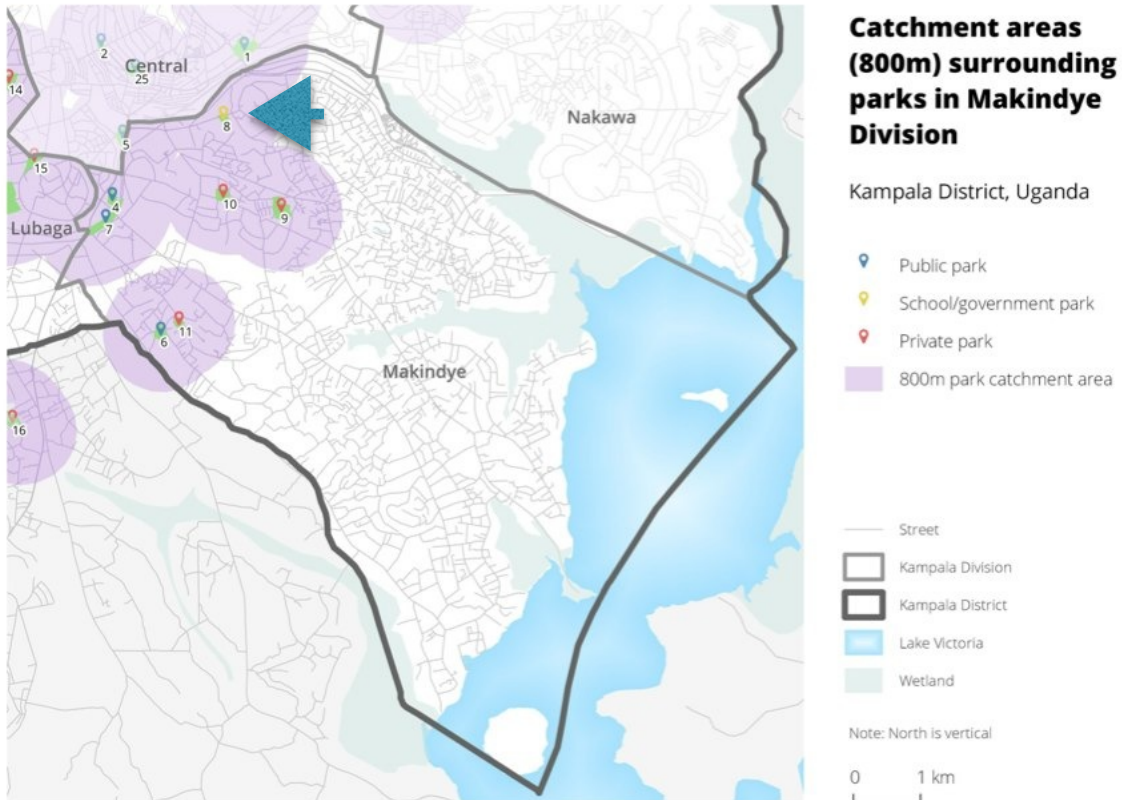 Catchment areas
(800m) surrounding
parks in Makindye
Division
Kampala District, Uganda
Public park
School/government park
Private park
800m park catchment area
Street
Kampala Division
Kampala District
Lake Victoria
Wetland
Note: North is vertical
0 1 km
2
1
Central
25
14
8
Nakawa
5
15
4
10
9
7
Lubaga
11
6
Makindye
16